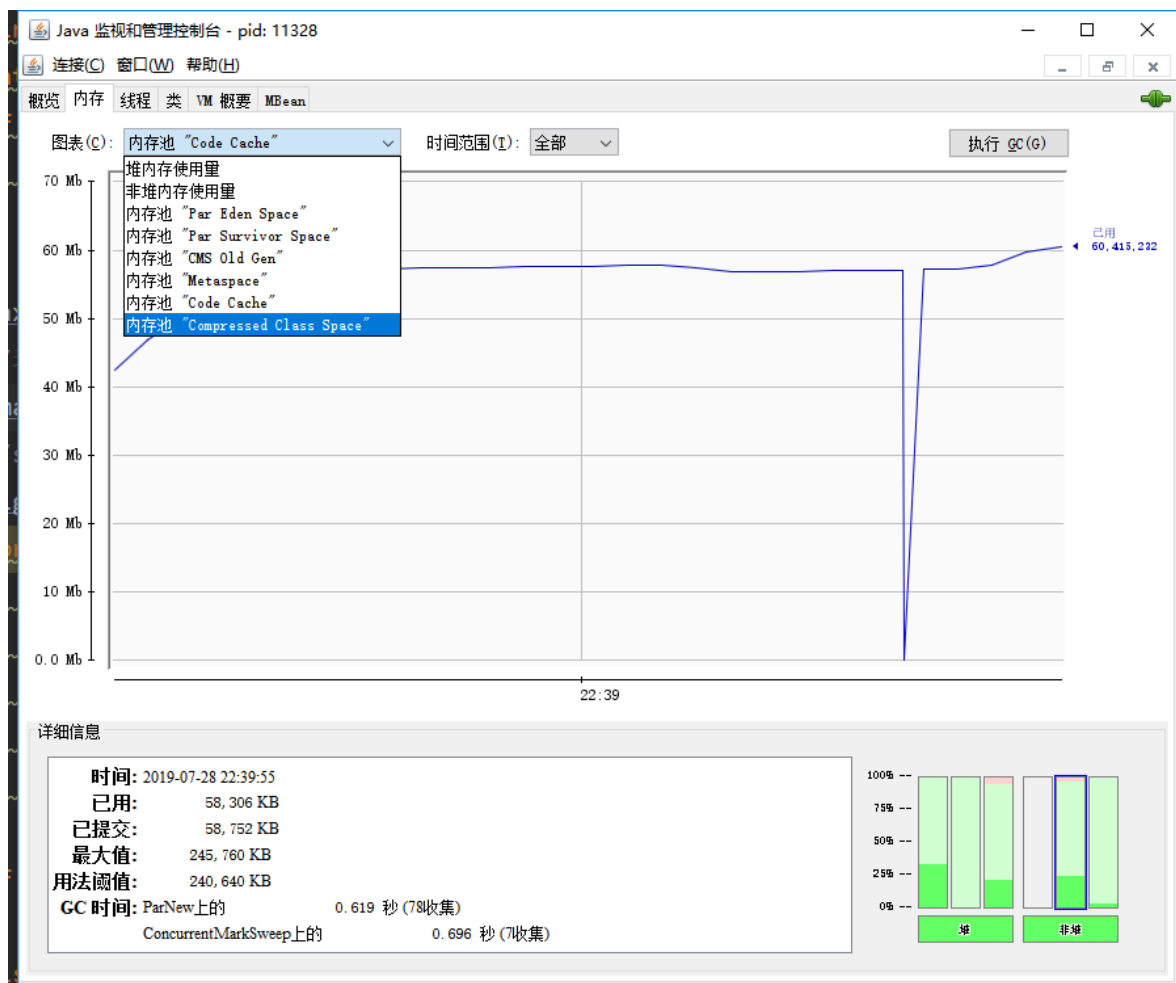 Java 监视和管理控制台 - pid: 11328
连接(C) 窗口(W) 帮助(H)
概览 内存 线程 类 VM 概要 MBean
图表(C): 内存池 "Code Cache" 时间范围(T): 全部 执行 GC(G)
堆内存使用量
非堆内存使用量
内存池 "Par Eden Space"
内存池 "Par Survivor Space"
内存池 "CMS Old Gen"
内存池 "Metaspace"
内存池 "Code Cache"
内存池 "Compressed Class Space"
70 Mb
60 Mb
50 Mb
40 Mb
30 Mb
20 Mb
10 Mb
0.0 Mb
已用
60,415,232
22:39
详细信息
时间: 2019-07-28 22:39:55
已用: 58,306 KB
已提交: 58,752 KB
最大值: 245,760 KB
用法阈值: 240,640 KB
GC 时间: ParNew上的 0.619 秒 (78收集)
ConcurrentMarkSweep上的 0.696 秒 (7收集)
100% --
75% --
50% --
25% --
0% --
堆 非堆